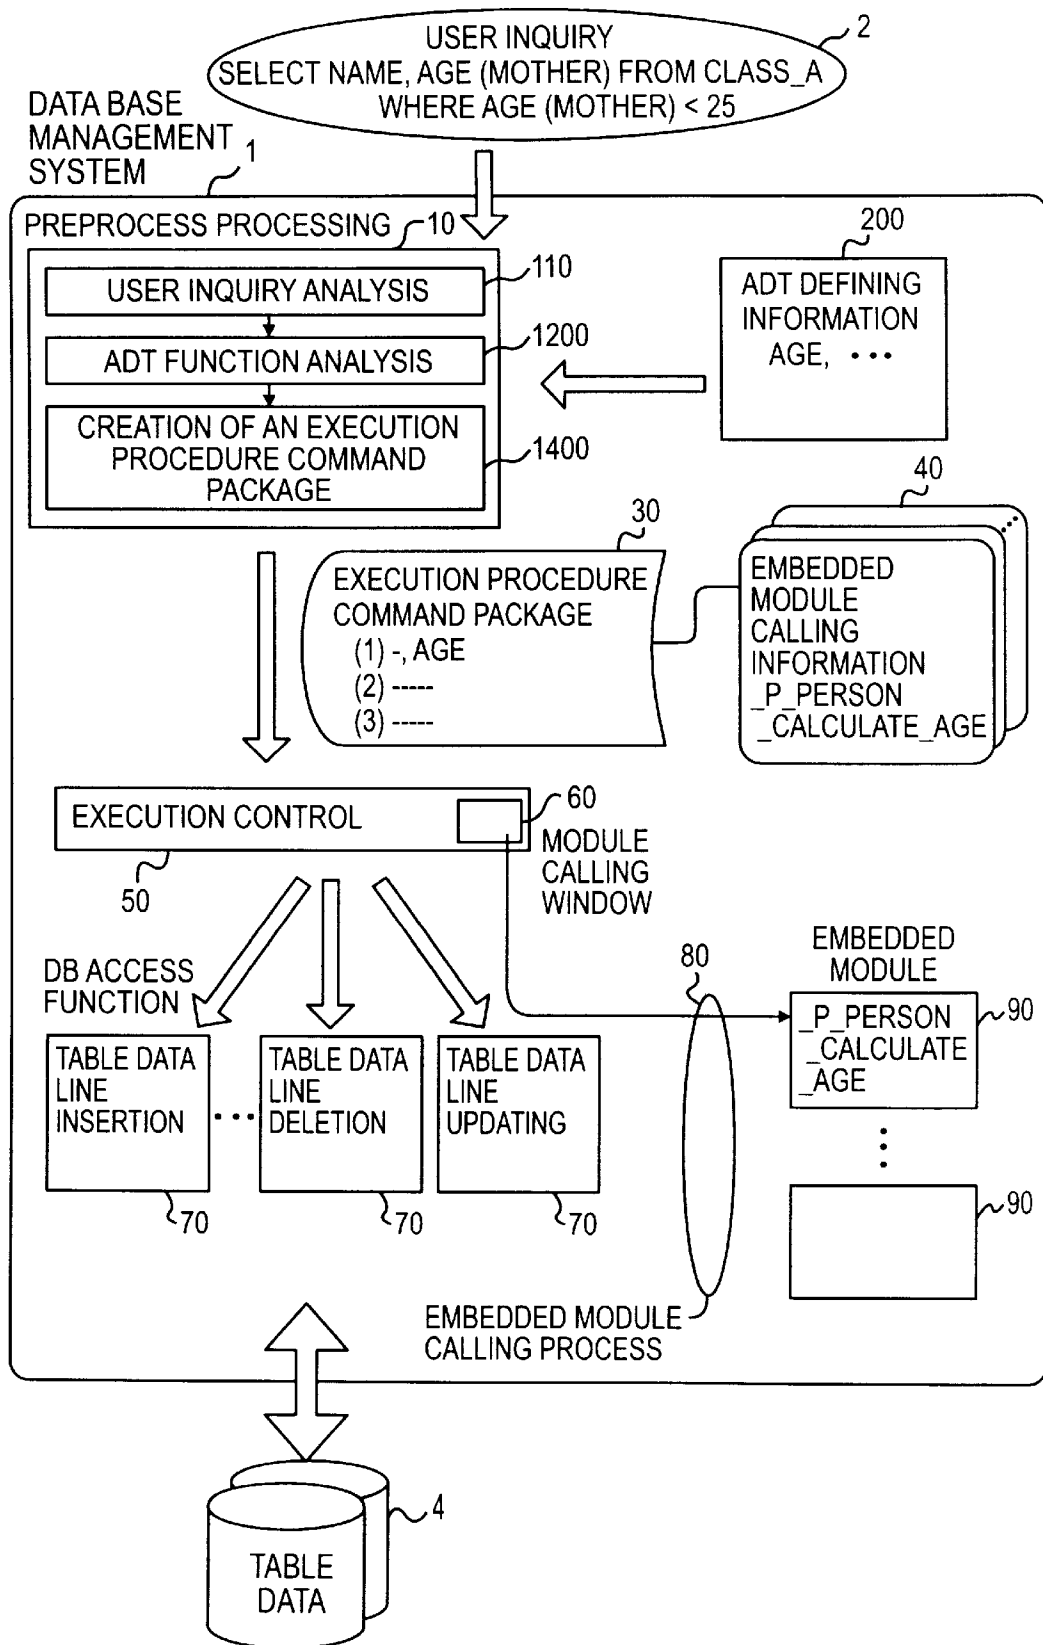 USER INQUIRY
SELECT NAME, AGE (MOTHER) FROM CLASS_A
WHERE AGE (MOTHER) < 25
2
DATA BASE
MANAGEMENT
SYSTEM
1
PREPROCESS PROCESSING
10
USER INQUIRY ANALYSIS
110
ADT FUNCTION ANALYSIS
1200
CREATION OF AN EXECUTION
PROCEDURE COMMAND
PACKAGE
1400
200
ADT DEFINING
INFORMATION
AGE, •••
30
EXECUTION PROCEDURE
COMMAND PACKAGE
(1) -, AGE
(2) -----
(3) -----
40
EMBEDDED
MODULE
CALLING
INFORMATION
_P_PERSON
_CALCULATE_AGE
EXECUTION CONTROL
50
60
MODULE
CALLING
WINDOW
DB ACCESS
FUNCTION
TABLE DATA
LINE
INSERTION
70
•••
TABLE DATA
LINE
DELETION
70
TABLE DATA
LINE
UPDATING
70
80
EMBEDDED MODULE
CALLING PROCESS
EMBEDDED
MODULE
_P_PERSON
_CALCULATE
_AGE
90
90
TABLE
DATA
4